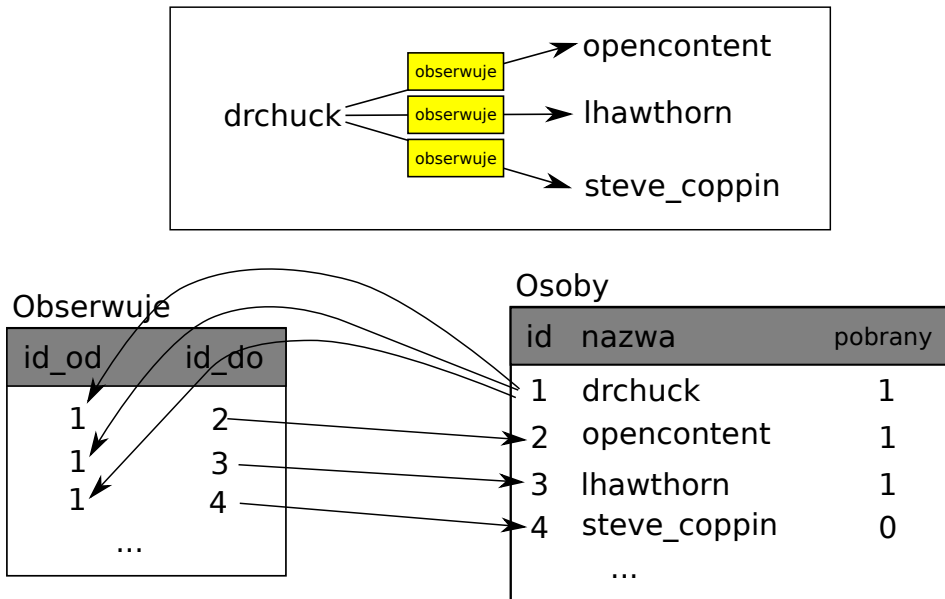 opencontent
obserwuje
drchuck
obserwuje
lhawthorn
obserwuje
steve_coppin
Obserwuje
id_od id_do
1 2
1 3
1 4
...
Osoby
id nazwa pobrany
1 drchuck 1
2 opencontent 1
3 lhawthorn 1
4 steve_coppin 0
...